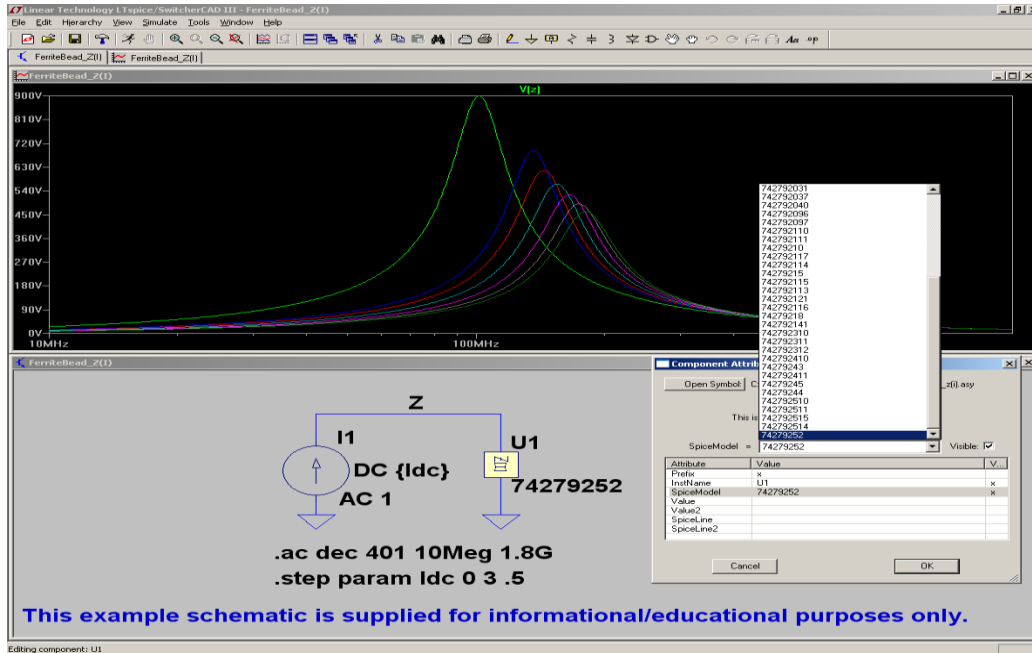 Linear Technology LTspice/SwitcherCAD III - FerriteBead_Z(I)
File Edit Hierarchy View Simulate Tools Window Help
FerriteBead_Z(I) FerriteBead_Z(I)
FerriteBead_Z(I)
V(z)
900V
810V
720V
630V
540V
450V
360V
270V
180V
90V
0V
10MHz 100MHz
742792031
742792037
742792040
742792096
742792097
742792110
742792111
74279210
742792117
742792114
74279215
742792115
742792113
742792121
742792116
74279218
742792141
742792310
742792311
742792312
742792410
74279243
742792411
74279245
74279244
742792510
742792511
742792515
742792514
74279252
FerriteBead_Z(I)
Z
I1
DC {Idc}
AC 1
U1
74279252
.ac dec 401 10Meg 1.8G
.step param Idc 0 3 .5
This example schematic is supplied for informational/educational purposes only.
Component Attrib
Open Symbol: C: _z(i).asy
This is
SpiceModel = 74279252 Visible:
Attribute Value V...
Prefix x
InstName U1 x
SpiceModel 74279252 x
Value
Value2
SpiceLine
SpiceLine2
Cancel OK
Editing component: U1